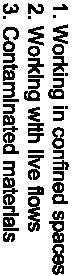 1. Working in confined spaces
2. Working with live flows
3. Contaminated materials